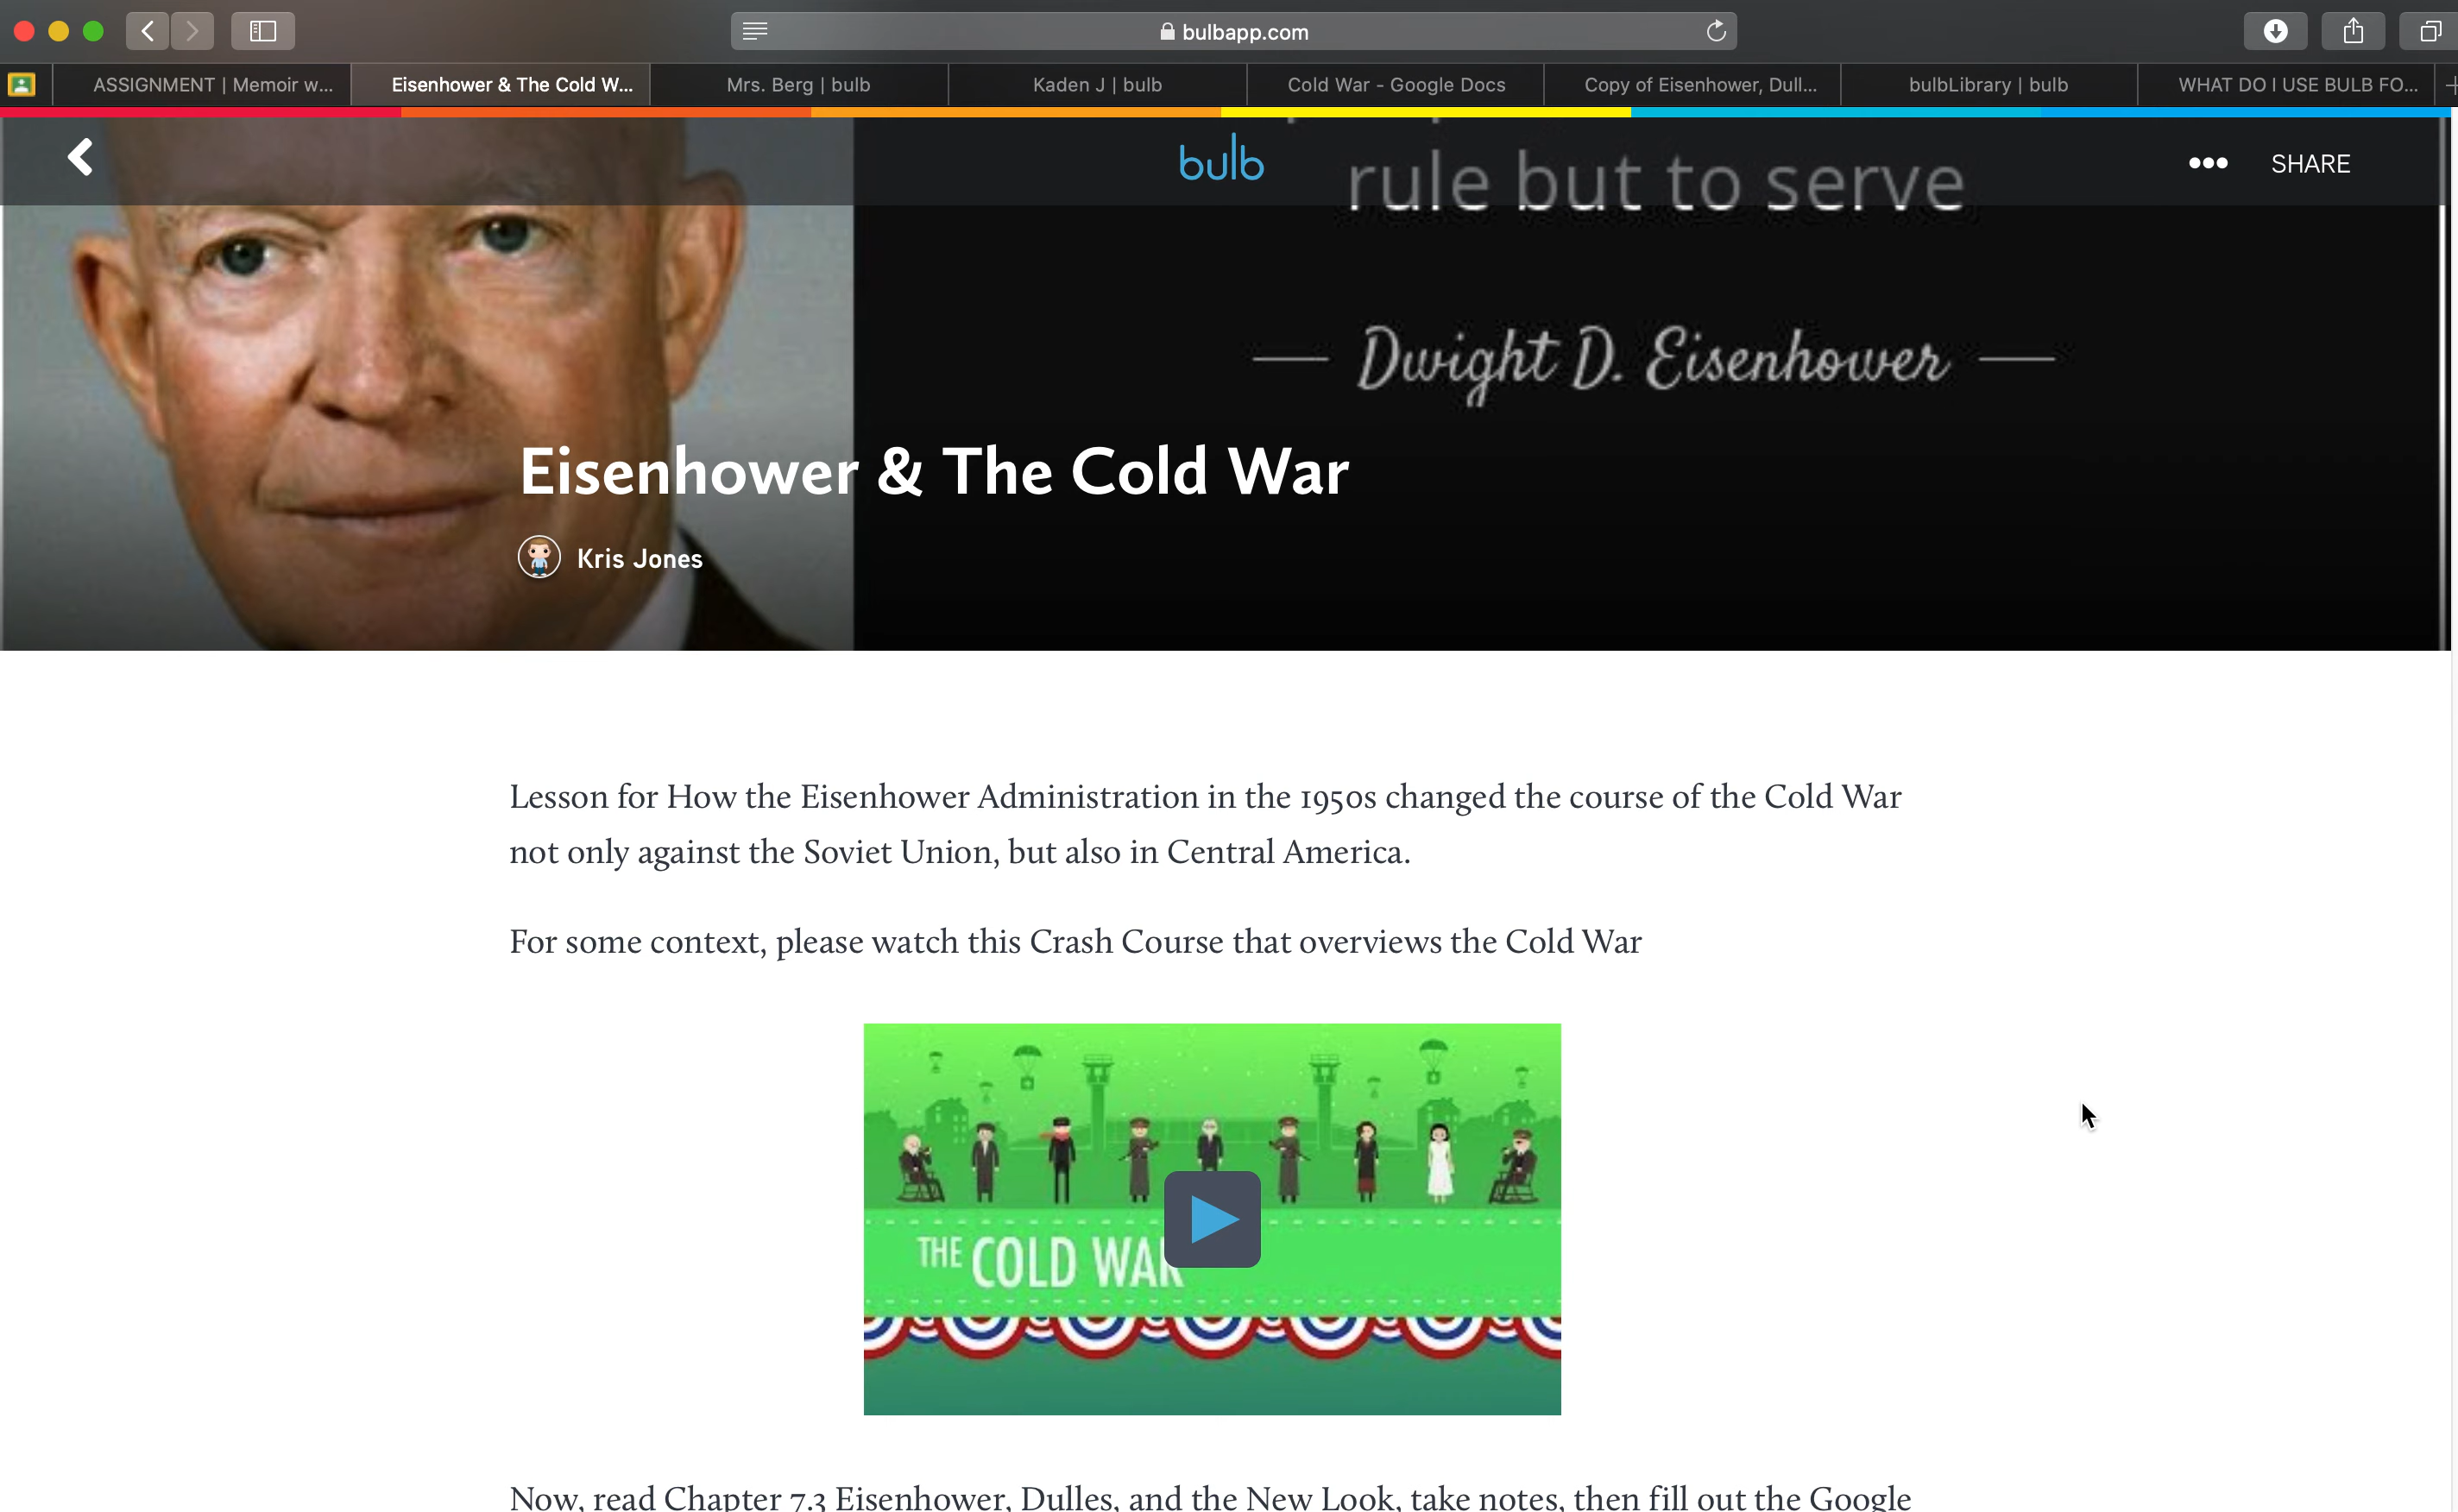 bulbapp.com
ASSIGNMENT | Memoir w...
Eisenhower & The Cold W...
Mrs. Berg | bulb
Kaden J | bulb
Cold War - Google Docs
Copy of Eisenhower, Dull...
bulbLibrary | bulb
WHAT DO I USE BULB FO...
bulb
SHARE
rule but to serve
Dwight D. Eisenhower
Eisenhower & The Cold War
Kris Jones
Lesson for How the Eisenhower Administration in the 1950s changed the course of the Cold War
not only against the Soviet Union, but also in Central America.
For some context, please watch this Crash Course that overviews the Cold War
THE COLD WAR
Now, read Chapter 7.3 Eisenhower, Dulles, and the New Look, take notes, then fill out the Google